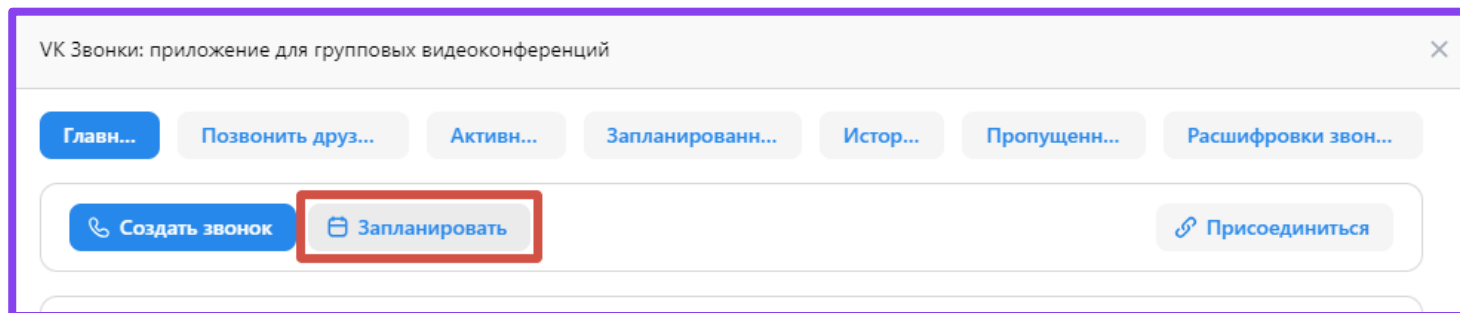 VK Звонки: приложение для групповых видеоконференций
Главн... Позвонить друз... Активн... Запланированн... Истор... Пропущенн... Расшифровки звон...
Создать звонок Запланировать Присоединиться